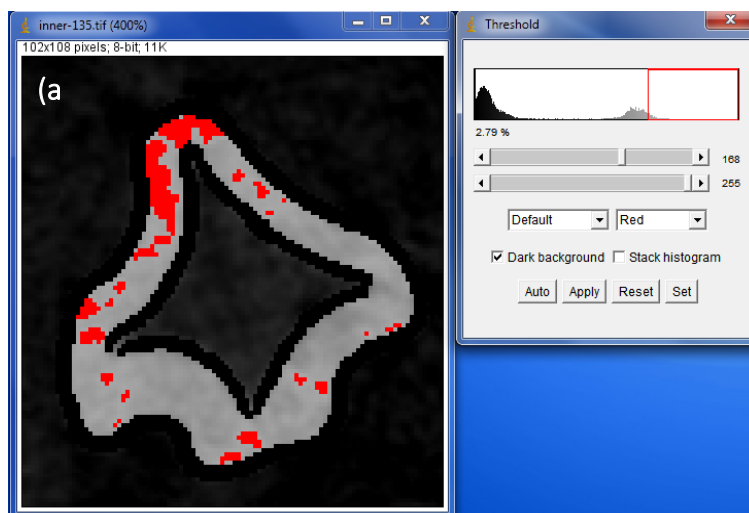 inner-135.tif (400%)
102x108 pixels; 8-bit; 11K
(a
Threshold
2.79 %
168
255
Default Red
Dark background Stack histogram
Auto Apply Reset Set